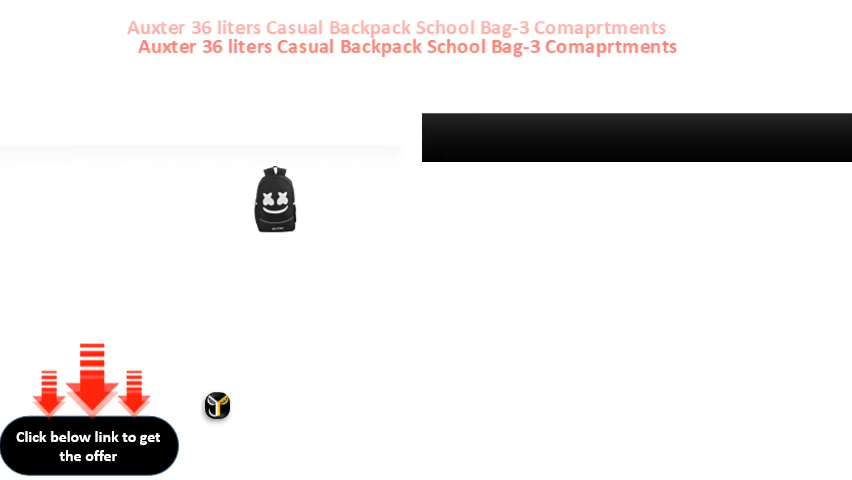 Auxter 36 liters Casual Backpack School Bag-3 Comaprtments
Auxter 36 liters Casual Backpack School Bag-3 Comaprtments
Click below link to get
the offer